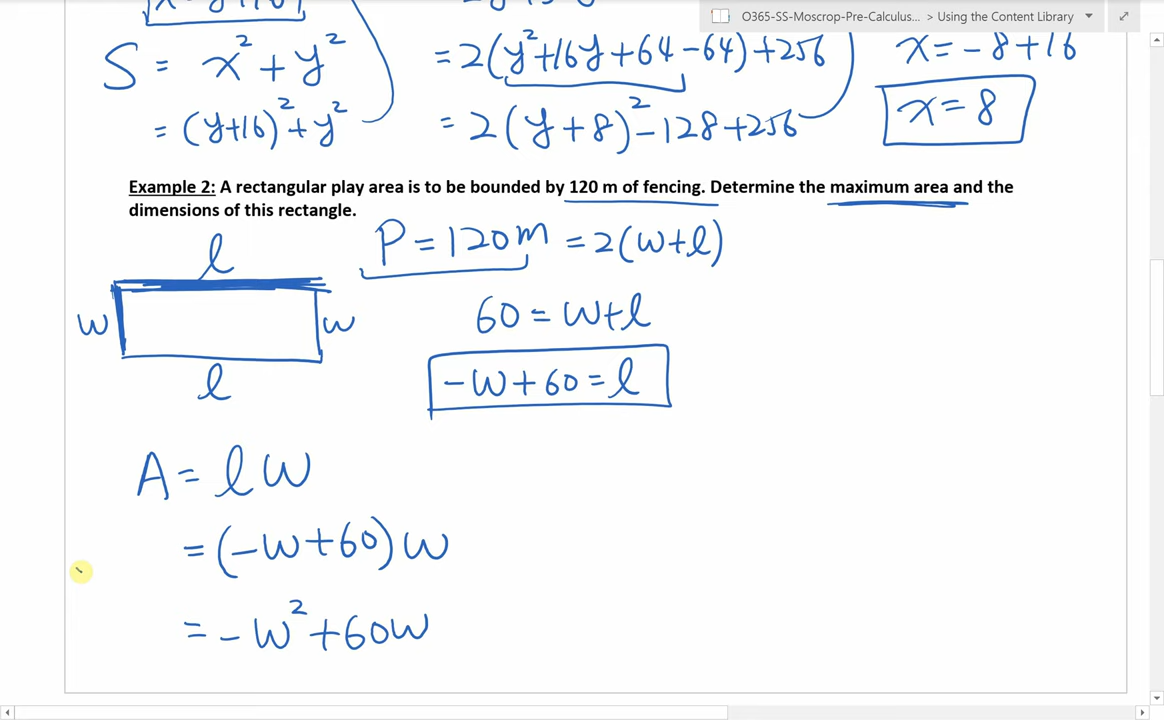 O365-SS-Moscrop-Pre-Calculus... > Using the Content Library
S = x² + y²
= (y+16)² + y²
= 2(y²+16y+64-64)+256
= 2(y+8)²-128+256
x = -8+16
x = 8
Example 2: A rectangular play area is to be bounded by 120 m of fencing. Determine the maximum area and the
dimensions of this rectangle.
l
w
w
l
P = 120m = 2(w+l)
60 = w+l
-w+60 = l
A = lw
= (-w+60)w
= -w²+60w